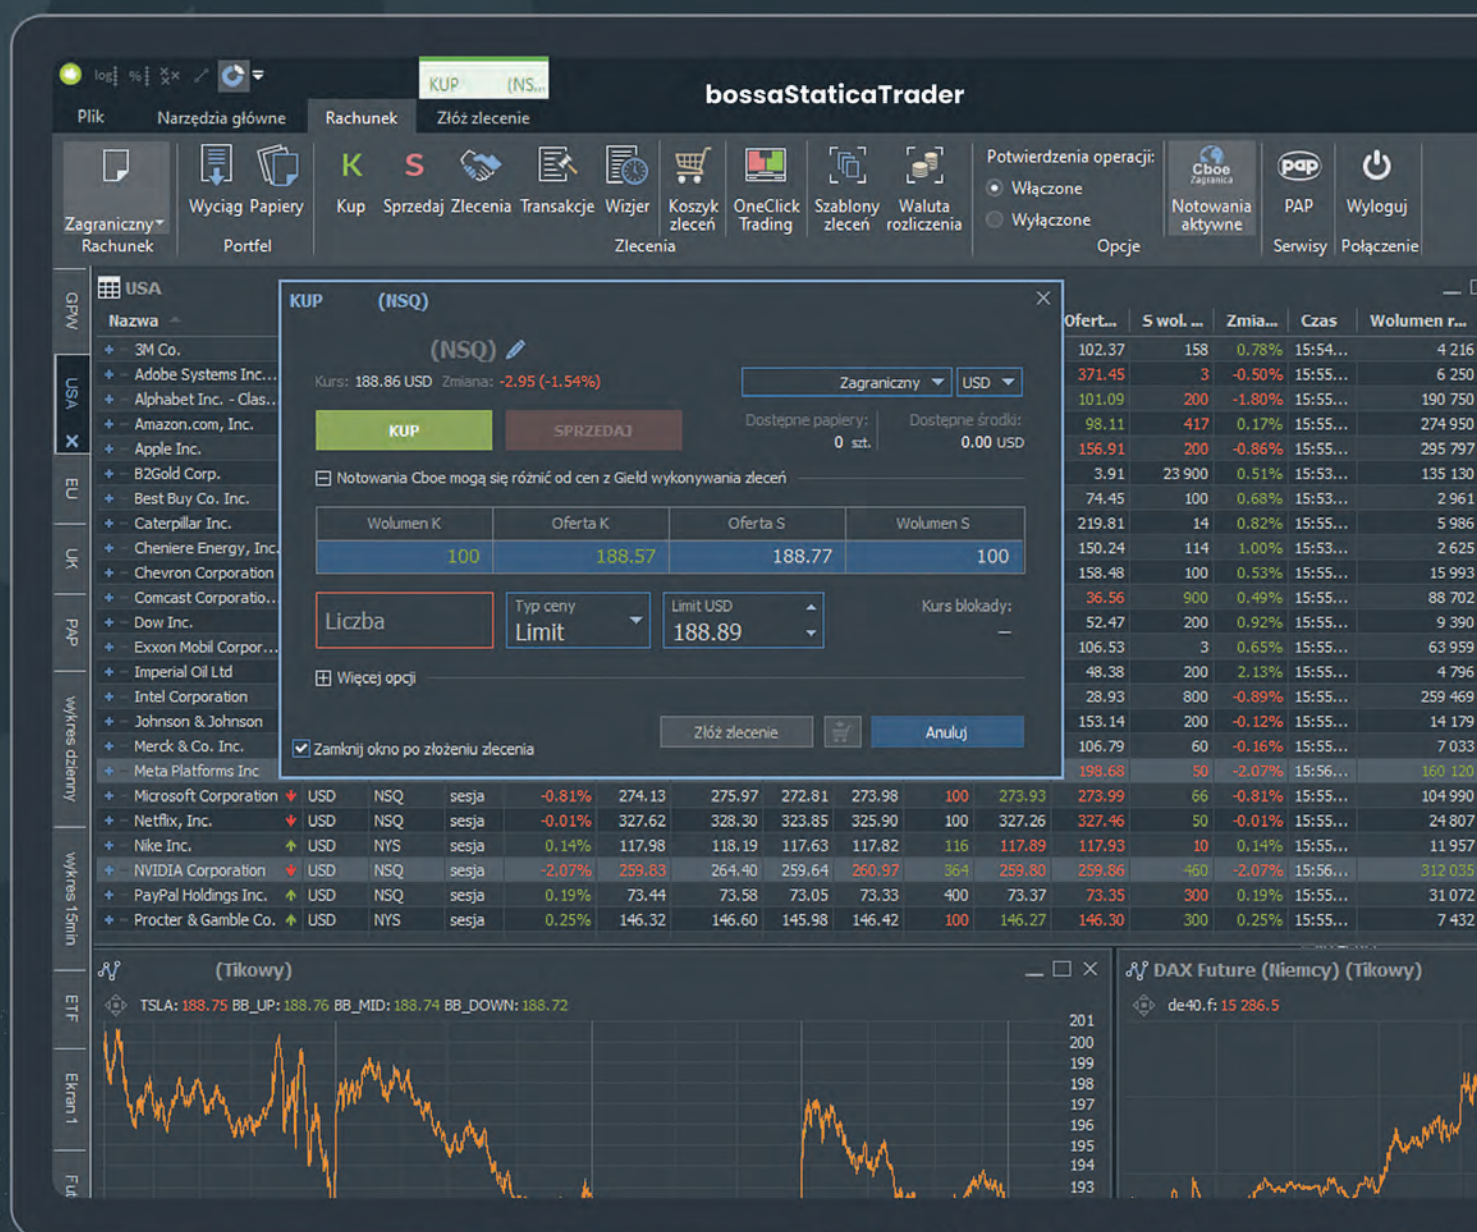 log % KUP (NS...
bossaStaticaTrader
Plik Narzędzia główne Rachunek Złóż zlecenie
Potwierdzenia operacji:
Włączone
Wyłączone
Cboe
Zagranica
pap
Zagraniczny Wyciąg Papiery Kup Sprzedaj Zlecenia Transakcje Wizjer Koszyk zleceń OneClick Trading Szablony zleceń Waluta rozliczenia Notowania aktywne PAP Wyloguj
Rachunek Portfel Zlecenia Opcje Serwisy Połączenie
GPW
USA
EU
UK
PAP
wykres dzienny
wykres 15min
ETF
Ekran 1
Fut
USA
Nazwa Ofert... S wol. ... Zmia... Czas Wolumen r...
3M Co. 102.37 158 0.78% 15:54... 4 216
Adobe Systems Inc... 371.45 3 -0.50% 15:55... 6 250
Alphabet Inc. - Clas... 101.09 200 -1.80% 15:55... 190 750
Amazon.com, Inc. 98.11 417 0.17% 15:55... 274 950
Apple Inc. 156.91 200 -0.86% 15:55... 295 797
B2Gold Corp. 3.91 23 900 0.51% 15:53... 135 130
Best Buy Co. Inc. 74.45 100 0.68% 15:53... 2 961
Caterpillar Inc. 219.81 14 0.82% 15:55... 5 986
Cheniere Energy, Inc. 150.24 114 1.00% 15:53... 2 625
Chevron Corporation 158.48 100 0.53% 15:55... 15 993
Comcast Corporatio... 36.56 900 0.49% 15:55... 88 702
Dow Inc. 52.47 200 0.92% 15:55... 9 390
Exxon Mobil Corpor... 106.53 3 0.65% 15:55... 63 959
Imperial Oil Ltd 48.38 200 2.13% 15:55... 4 796
Intel Corporation 28.93 800 -0.89% 15:55... 259 469
Johnson & Johnson 153.14 200 -0.12% 15:55... 14 179
Merck & Co. Inc. 106.79 60 -0.16% 15:55... 7 033
Meta Platforms Inc 198.68 50 -2.07% 15:56... 160 120
Microsoft Corporation USD NSQ sesja -0.81% 274.13 275.97 272.81 273.98 100 273.93 273.99 66 -0.81% 15:55... 104 990
Netflix, Inc. USD NSQ sesja -0.01% 327.62 328.30 323.85 325.90 100 327.26 327.46 50 -0.01% 15:55... 24 807
Nike Inc. USD NYS sesja 0.14% 117.98 118.19 117.63 117.82 116 117.89 117.93 10 0.14% 15:55... 11 957
NVIDIA Corporation USD NSQ sesja -2.07% 259.83 264.40 259.64 260.97 364 259.80 259.86 460 -2.07% 15:56... 312 035
PayPal Holdings Inc. USD NSQ sesja 0.19% 73.44 73.58 73.05 73.33 400 73.37 73.35 300 0.19% 15:55... 31 072
Procter & Gamble Co. USD NYS sesja 0.25% 146.32 146.60 145.98 146.42 100 146.27 146.30 300 0.25% 15:55... 7 432
KUP (NSQ)
(NSQ)
Kurs: 188.86 USD Zmiana: -2.95 (-1.54%) Zagraniczny USD
KUP SPRZEDAJ Dostępne papiery: 0 szt. Dostępne środki: 0.00 USD
Notowania Cboe mogą się różnić od cen z Giełd wykonywania zleceń
Wolumen K Oferta K Oferta S Wolumen S
100 188.57 188.77 100
Liczba Typ ceny Limit Limit USD 188.89 Kurs blokady: –
Więcej opcji
Złóż zlecenie Anuluj
Zamknij okno po złożeniu zlecenia
(Tikowy)
TSLA: 188.75 BB_UP: 188.76 BB_MID: 188.74 BB_DOWN: 188.72
201
200
199
198
197
196
195
194
193
DAX Future (Niemcy) (Tikowy)
de40.f: 15 286.5